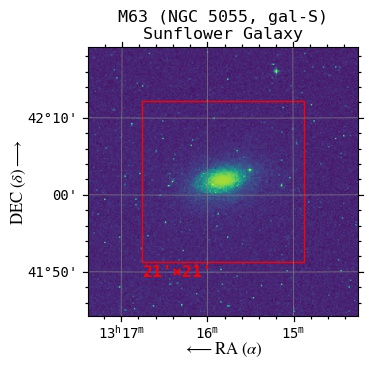 M63 (NGC 5055, gal-S)
Sunflower Galaxy
42°10'
00'
41°50'
DEC (δ) ⟶
21'×21'
13ʰ17ᵐ 16ᵐ 15ᵐ
⟵ RA (α)